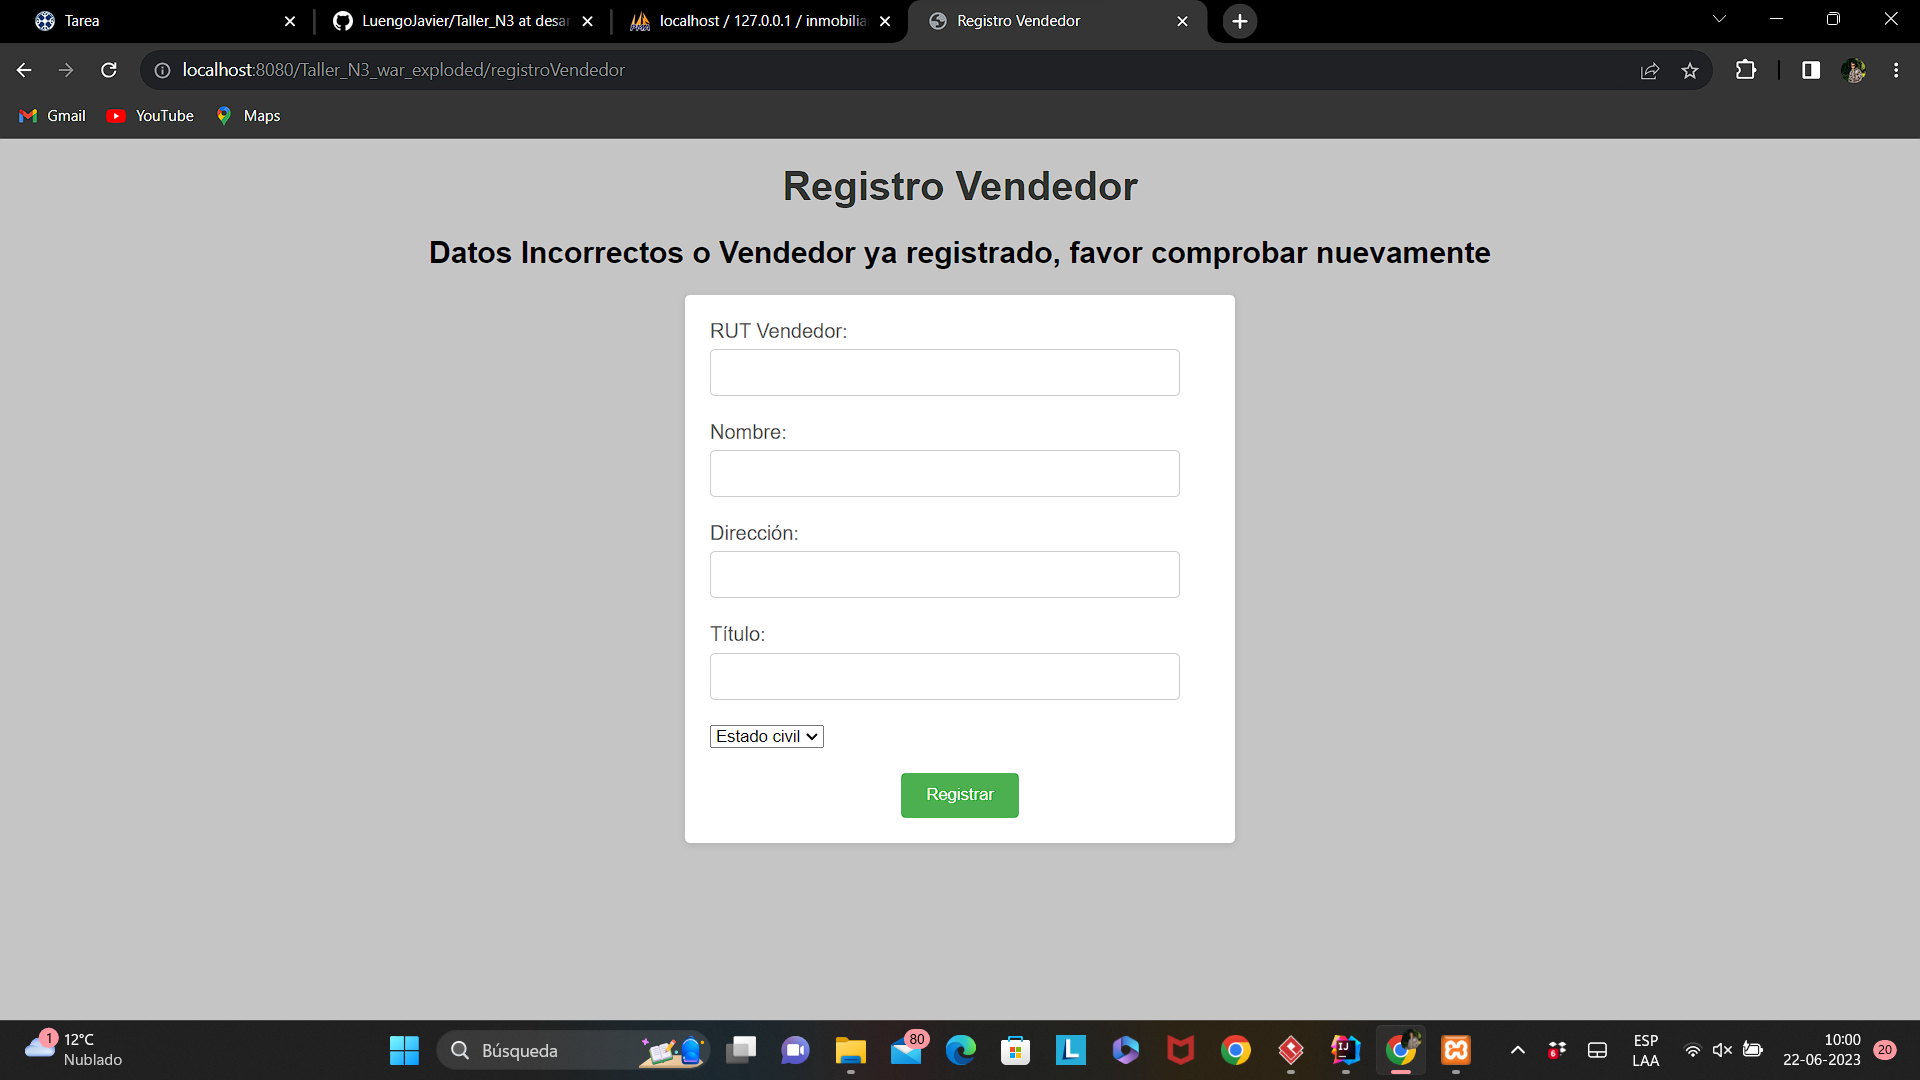 Tarea
LuengoJavier/Taller_N3 at desar
localhost / 127.0.0.1 / inmobilia
Registro Vendedor
localhost:8080/Taller_N3_war_exploded/registroVendedor
Gmail
YouTube
Maps
Registro Vendedor
Datos Incorrectos o Vendedor ya registrado, favor comprobar nuevamente
RUT Vendedor:
Nombre:
Dirección:
Título:
Estado civil
Registrar
1
12°C
Nublado
Búsqueda
80
L
IJ
6
ESP
LAA
10:00
22-06-2023
20